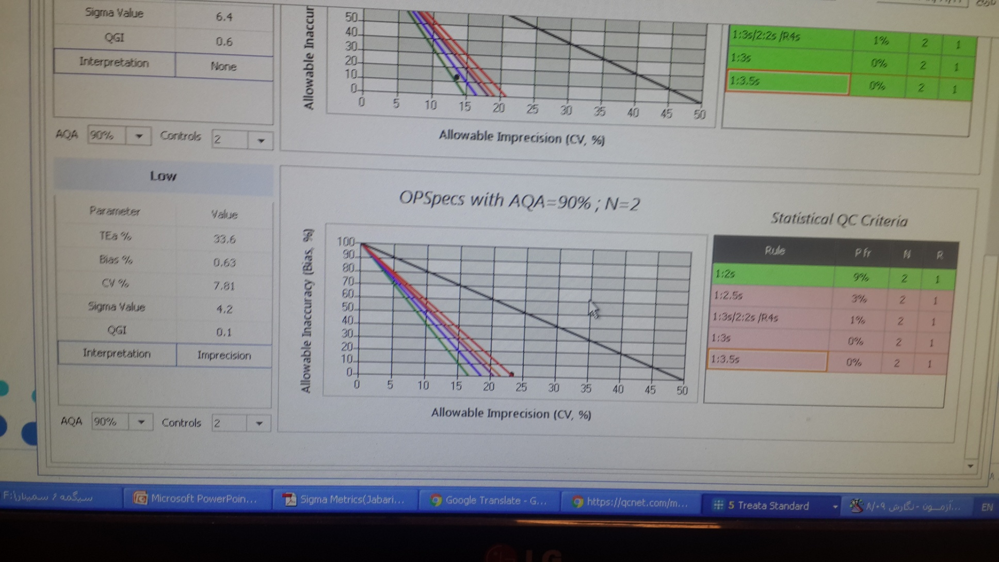 Sigma Value 6.4
QGI 0.6
Interpretation None
AQA 90% Controls 2
Allowable Inaccur
50
40
30
20
10
0
0 5 10 15 20 25 30 35 40 45 50
Allowable Imprecision (CV, %)
1:3s/2:2s /R4s 1% 2 1
1:3s 0% 2 1
1:3.5s 0% 2 1
Low
Parameter Value
TEa % 33.6
Bias % 0.63
CV % 7.81
Sigma Value 4.2
QGI 0.1
Interpretation Imprecision
AQA 90% Controls 2
OPSpecs with AQA=90% ; N=2
Allowable Inaccuracy (Bias, %)
100
90
80
70
60
50
40
30
20
10
0
0 5 10 15 20 25 30 35 40 45 50
Allowable Imprecision (CV, %)
Statistical QC Criteria
Rule Pfr N R
1:2s 9% 2 1
1:2.5s 3% 2 1
1:3s/2:2s /R4s 1% 2 1
1:3s 0% 2 1
1:3.5s 0% 2 1
F:\سیگمه ۶ سمینار Microsoft PowerPoin... Sigma Metrics(Jabari... Google Translate - G... https://qcnet.com/m... 5 Treata Standard آزمـــون - نگارش ۸/۰۹... EN
LG